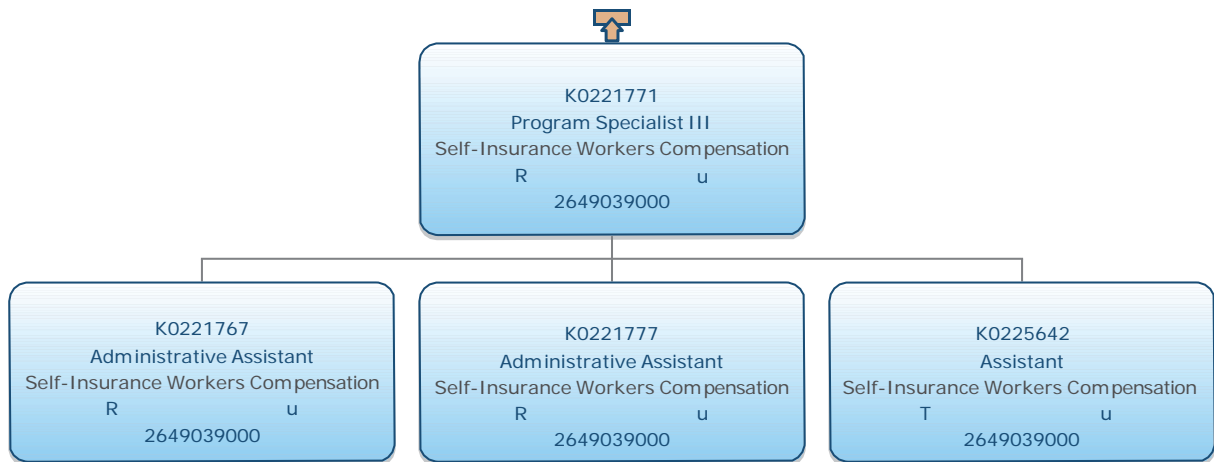 K0221771
Program Specialist III
Self-Insurance Workers Compensation
R u
2649039000
K0221767
Administrative Assistant
Self-Insurance Workers Compensation
R u
2649039000
K0221777
Administrative Assistant
Self-Insurance Workers Compensation
R u
2649039000
K0225642
Assistant
Self-Insurance Workers Compensation
T u
2649039000